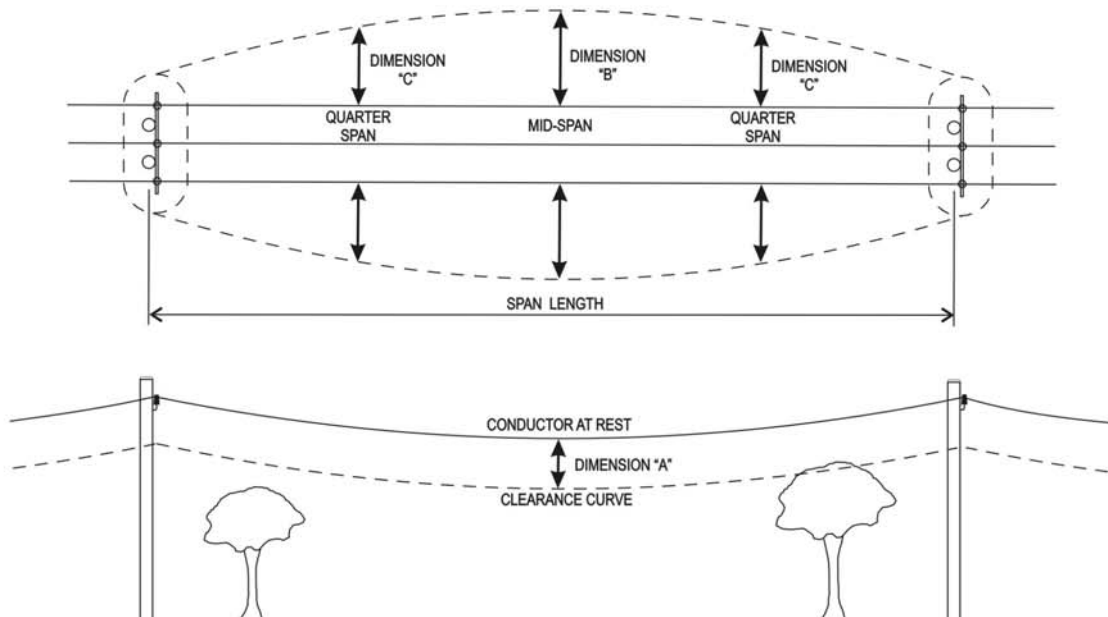 DIMENSION
“C”
DIMENSION
“B”
DIMENSION
“C”
QUARTER
SPAN
MID-SPAN
QUARTER
SPAN
SPAN LENGTH
CONDUCTOR AT REST
DIMENSION “A”
CLEARANCE CURVE